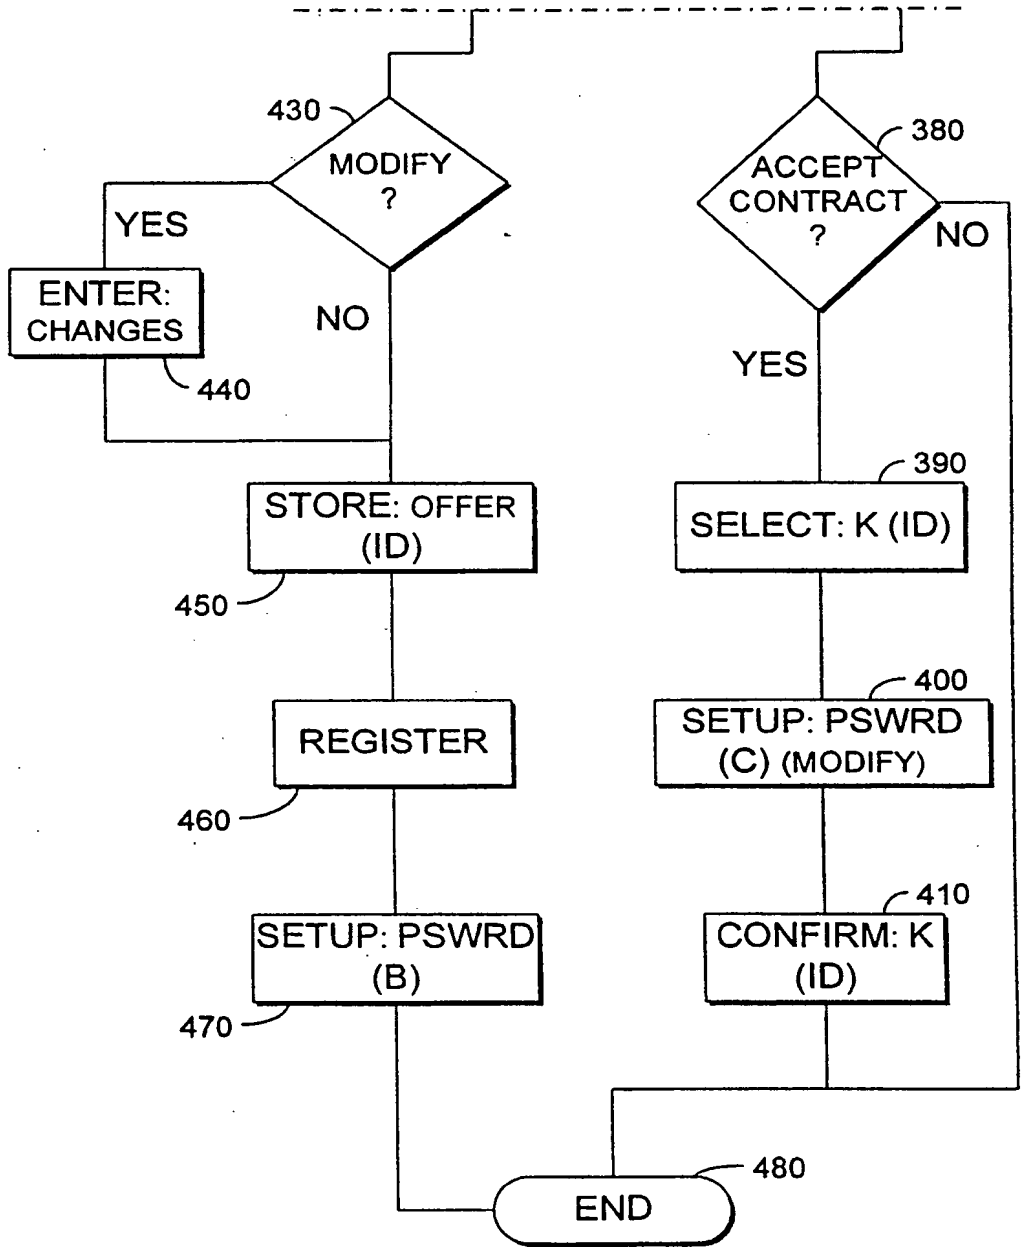 430
MODIFY
?
YES
NO
ENTER:
CHANGES
440
STORE: OFFER
(ID)
450
REGISTER
460
SETUP: PSWRD
(B)
470
380
ACCEPT
CONTRACT
?
NO
YES
390
SELECT: K (ID)
400
SETUP: PSWRD
(C) (MODIFY)
410
CONFIRM: K
(ID)
480
END